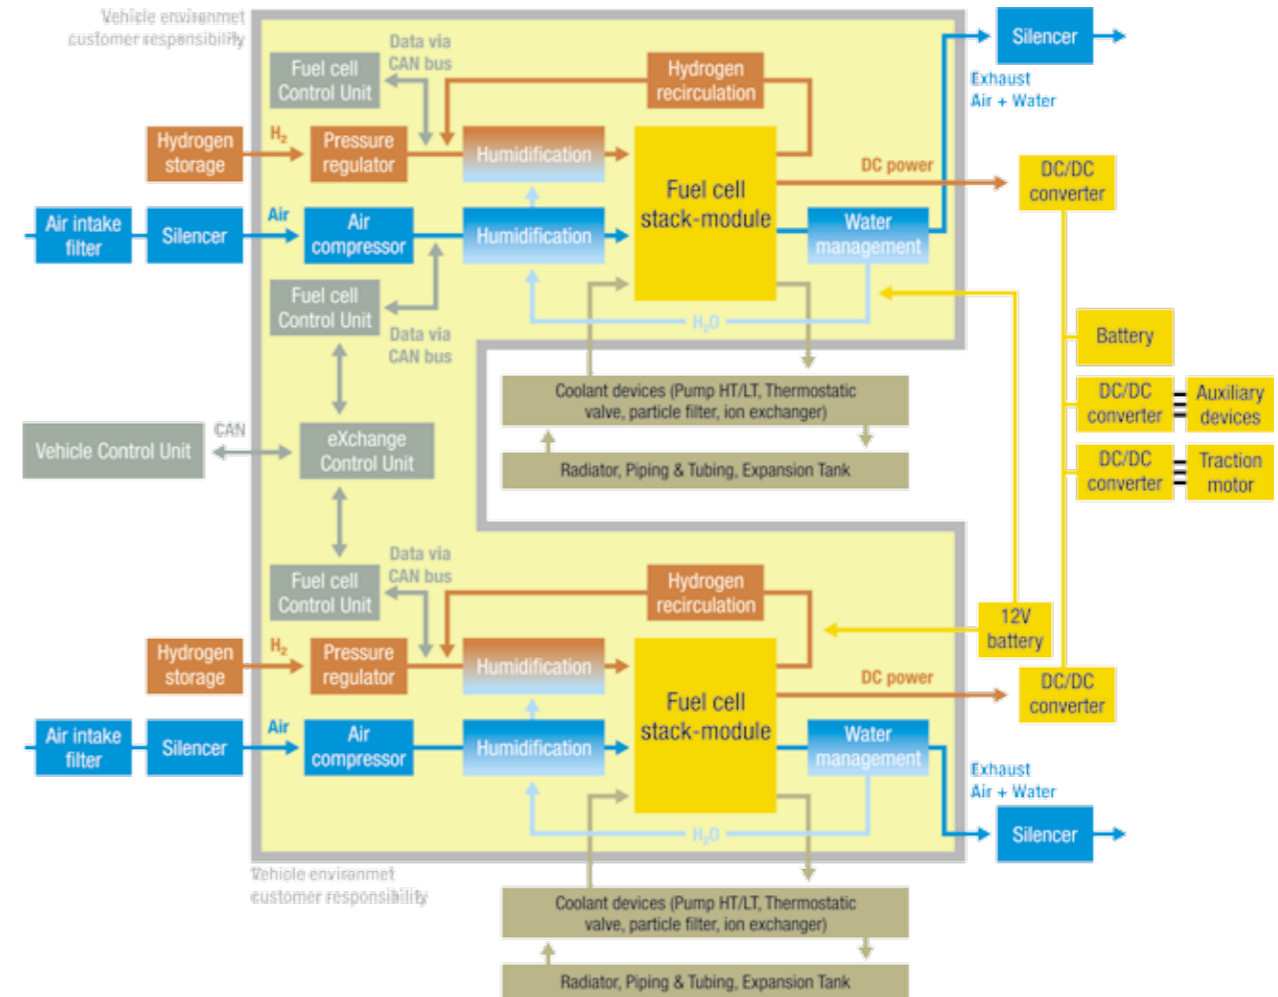 Vehicle environmet
customer responsibility
Fuel cell
Control Unit
Data via
CAN bus
Hydrogen
recirculation
Silencer
Exhaust
Air + Water
Hydrogen
storage
H₂
Pressure
regulator
Humidification
Fuel cell
stack-module
DC power
DC/DC
converter
Air intake
filter
Silencer
Air
Air
compressor
Humidification
Water
management
Fuel cell
Control Unit
Data via
CAN bus
H₂O
Battery
Coolant devices (Pump HT/LT, Thermostatic
valve, particle filter, ion exchanger)
DC/DC
converter
Auxiliary
devices
Vehicle Control Unit
CAN
eXchange
Control Unit
Radiator, Piping & Tubing, Expansion Tank
DC/DC
converter
Traction
motor
Data via
CAN bus
Fuel cell
Control Unit
Hydrogen
recirculation
12V
battery
Hydrogen
storage
H₂
Pressure
regulator
Humidification
Fuel cell
stack-module
DC power
DC/DC
converter
Air intake
filter
Silencer
Air
Air
compressor
Humidification
Water
management
Exhaust
Air + Water
H₂O
Silencer
Vehicle environmet
customer responsibility
Coolant devices (Pump HT/LT, Thermostatic
valve, particle filter, ion exchanger)
Radiator, Piping & Tubing, Expansion Tank